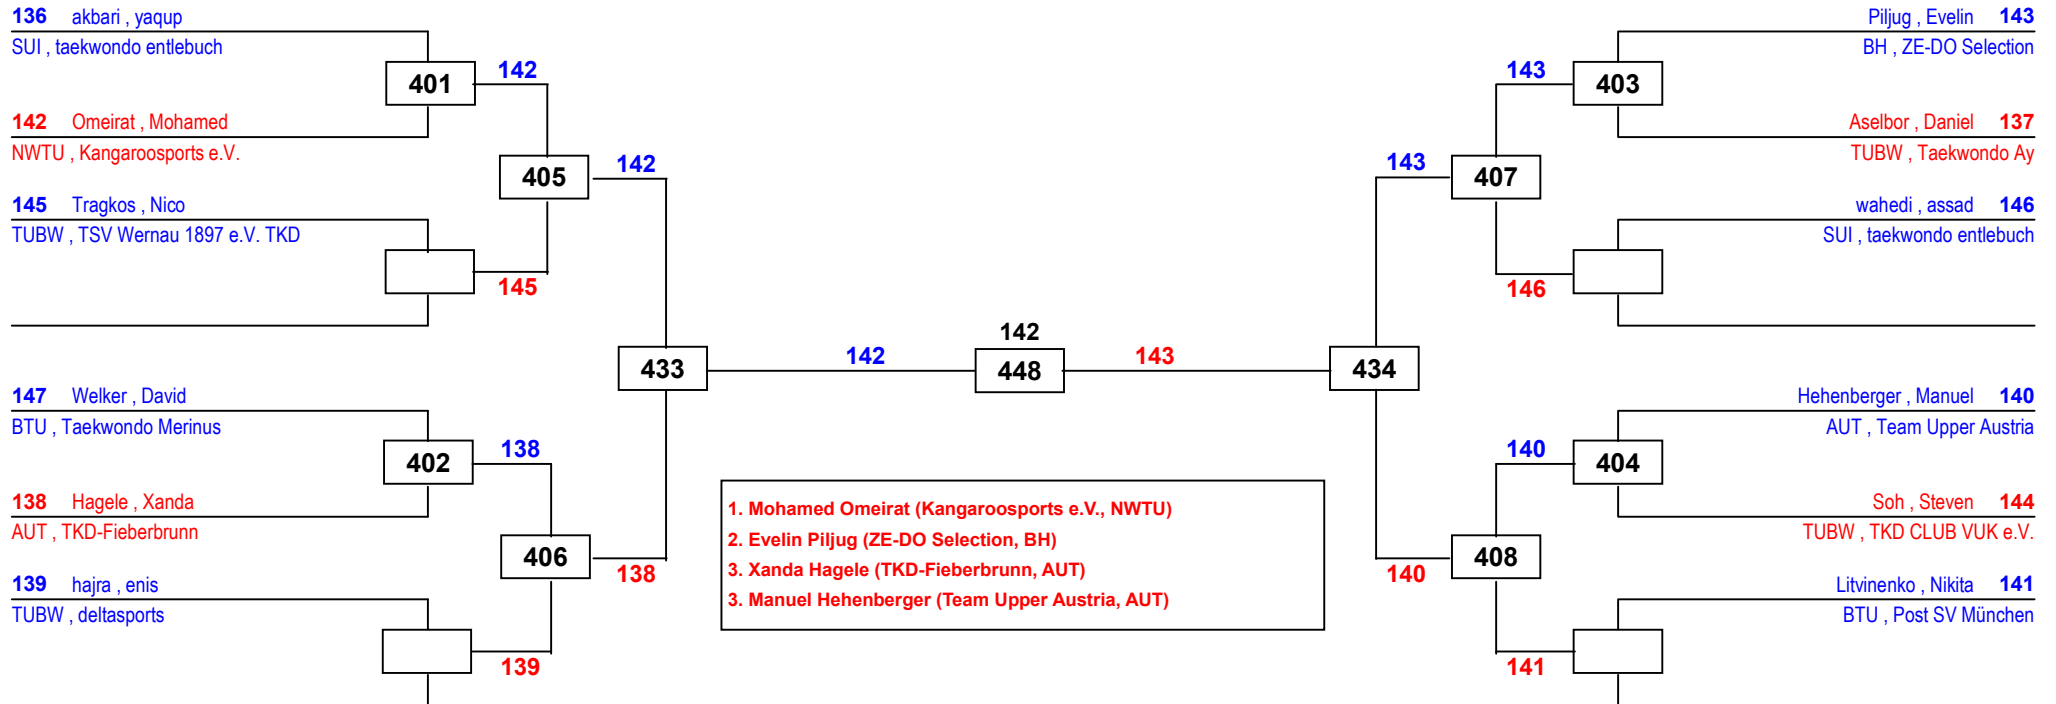 136 akbari , yaqup
SUI , taekwondo entlebuch
401
142
142 Omeirat , Mohamed
NWTU , Kangaroosports e.V.
405
142
145 Tragkos , Nico
TUBW , TSV Wernau 1897 e.V. TKD
145
433
142
147 Welker , David
BTU , Taekwondo Merinus
402
138
138 Hagele , Xanda
AUT , TKD-Fieberbrunn
406
138
139 hajra , enis
TUBW , deltasports
139
142
448
143
1. Mohamed Omeirat (Kangaroosports e.V., NWTU)
2. Evelin Piljug (ZE-DO Selection, BH)
3. Xanda Hagele (TKD-Fieberbrunn, AUT)
3. Manuel Hehenberger (Team Upper Austria, AUT)
Piljug , Evelin 143
BH , ZE-DO Selection
143
403
Aselbor , Daniel 137
TUBW , Taekwondo Ay
143
407
wahedi , assad 146
SUI , taekwondo entlebuch
146
434
Hehenberger , Manuel 140
AUT , Team Upper Austria
140
404
Soh , Steven 144
TUBW , TKD CLUB VUK e.V.
140
408
Litvinenko , Nikita 141
BTU , Post SV München
141